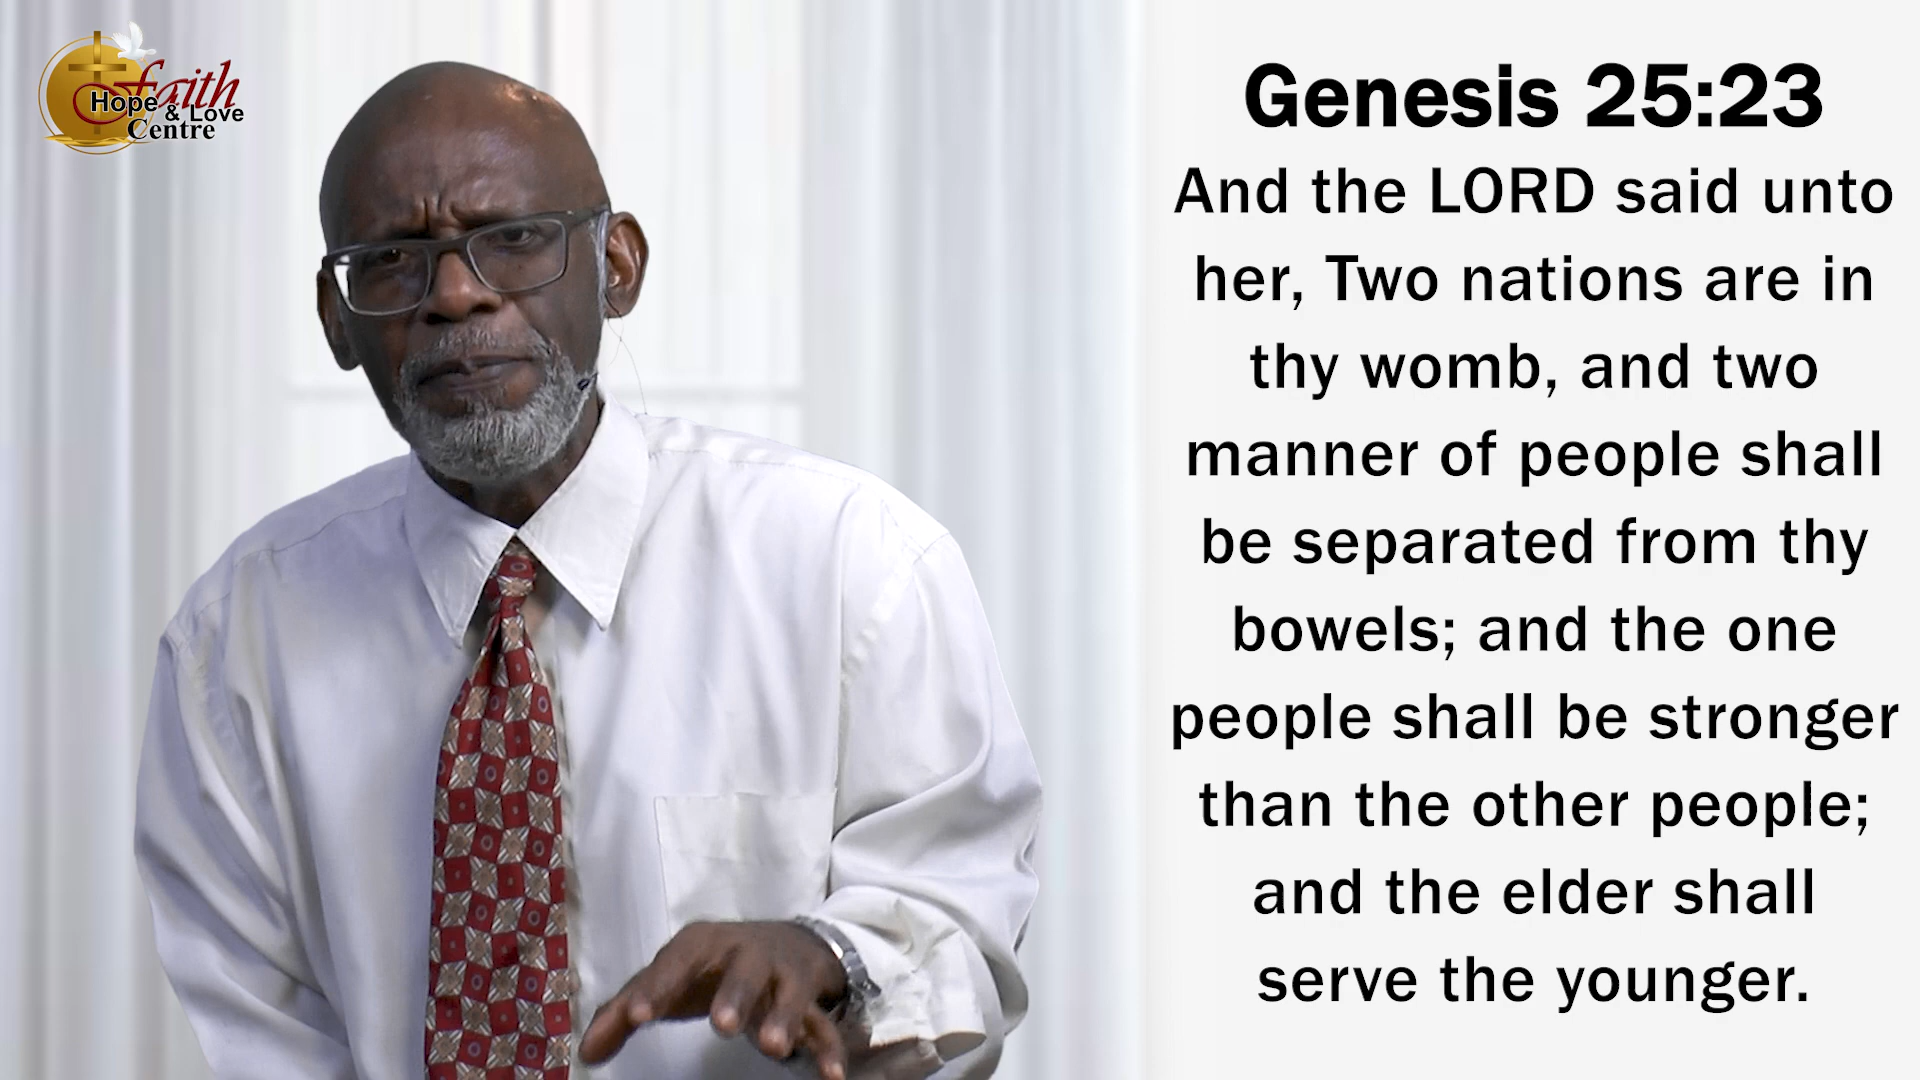 Faith
Hope & Love
Centre
Genesis 25:23
And the LORD said unto
her, Two nations are in
thy womb, and two
manner of people shall
be separated from thy
bowels; and the one
people shall be stronger
than the other people;
and the elder shall
serve the younger.